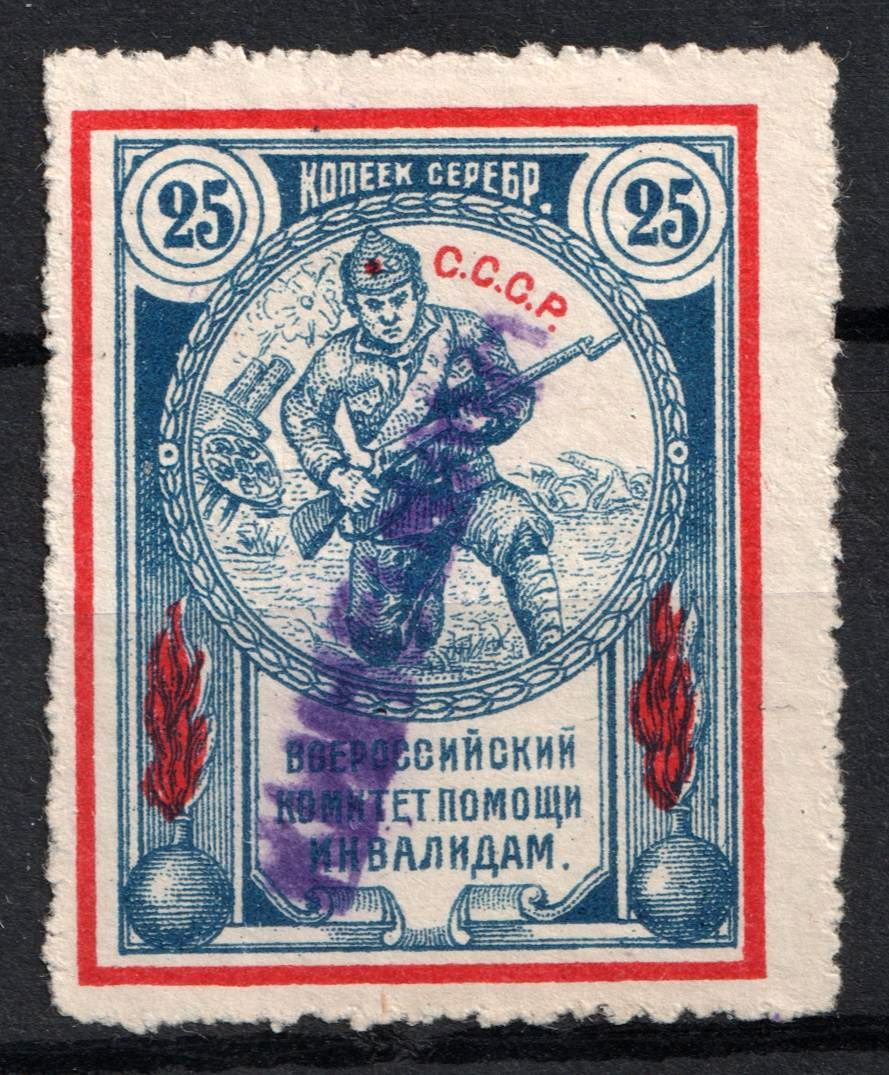 25 КОПЕЕК СЕРЕБР. 25
С.С.С.Р.
ВСЕРОССИЙСКИЙ
КОМИТЕТ ПОМОЩИ
ИНВАЛИДАМ.